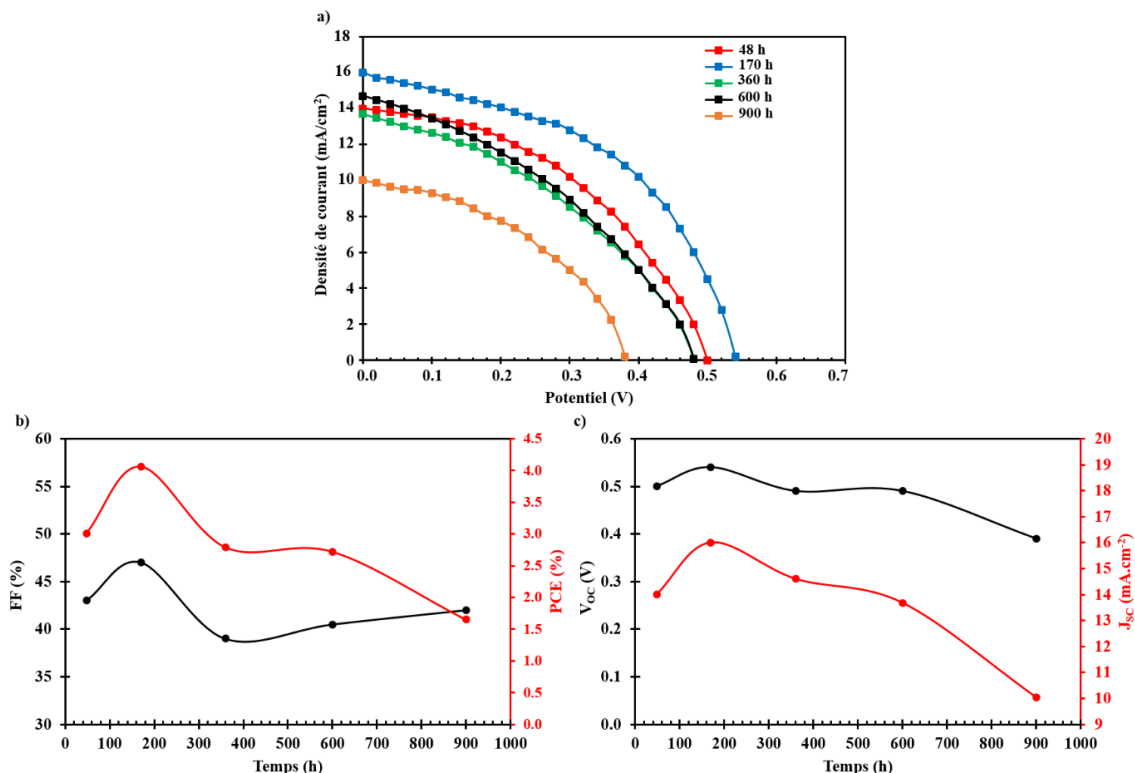 a)
18
16
14
12
10
8
6
4
2
0
Densité de courant (mA/cm²)
48 h
170 h
360 h
600 h
900 h
0.0 0.1 0.2 0.3 0.4 0.5 0.6 0.7
Potentiel (V)
b)
60
55
50
45
40
35
30
FF (%)
4.5
4.0
3.5
3.0
2.5
2.0
1.5
1.0
0.5
0.0
PCE (%)
0 100 200 300 400 500 600 700 800 900 1000
Temps (h)
c)
0.6
0.5
0.4
0.3
0.2
0.1
0.0
V_OC (V)
20
19
18
17
16
15
14
13
12
11
10
9
J_SC (mA.cm⁻²)
0 100 200 300 400 500 600 700 800 900 1000
Temps (h)